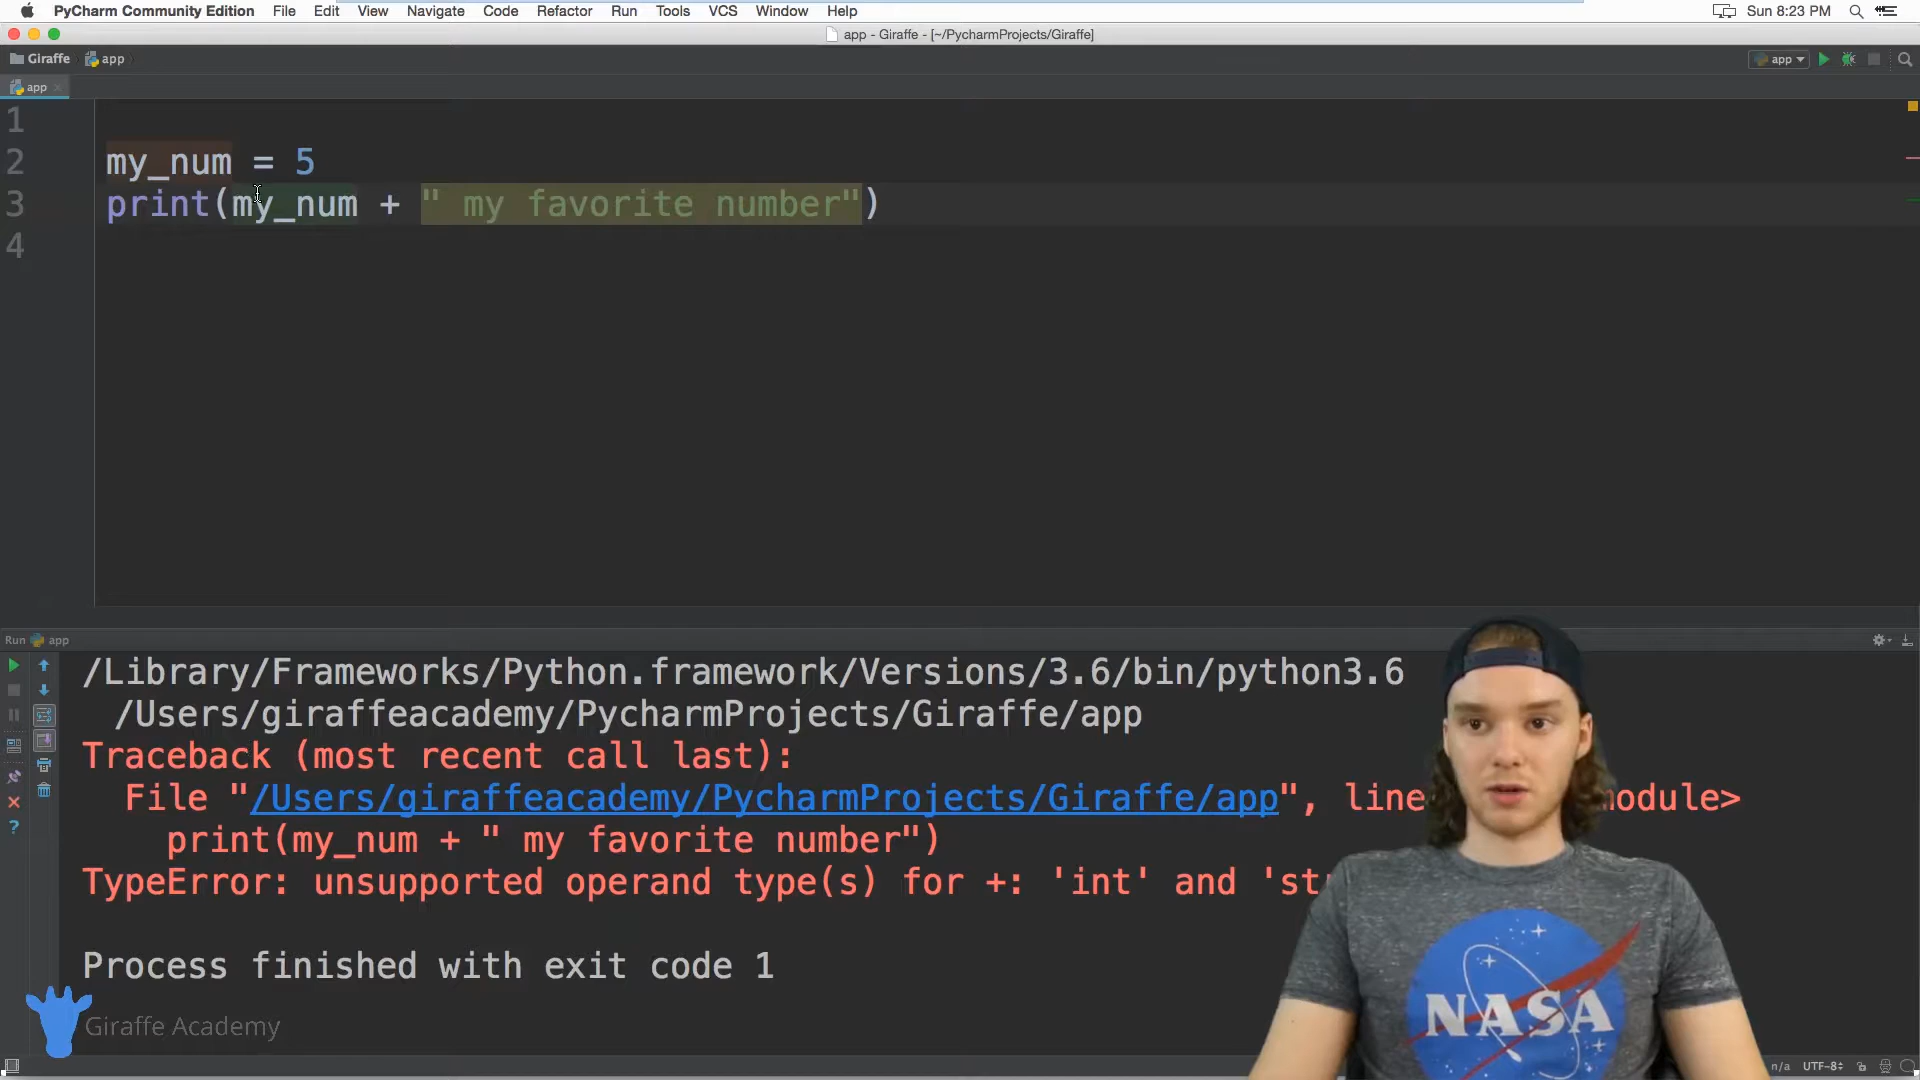 PyCharm Community Edition File Edit View Navigate Code Refactor Run Tools VCS Window Help Sun 8:23 PM
app - Giraffe - [~/PycharmProjects/Giraffe]
Giraffe app app
app
1
2 my_num = 5
3 print(my_num + " my favorite number")
4
Run app
/Library/Frameworks/Python.framework/Versions/3.6/bin/python3.6
/Users/giraffeacademy/PycharmProjects/Giraffe/app
Traceback (most recent call last):
File "/Users/giraffeacademy/PycharmProjects/Giraffe/app", line module>
print(my_num + " my favorite number")
TypeError: unsupported operand type(s) for +: 'int' and 'str
Process finished with exit code 1
NASA
Giraffe Academy
n/a UTF-8